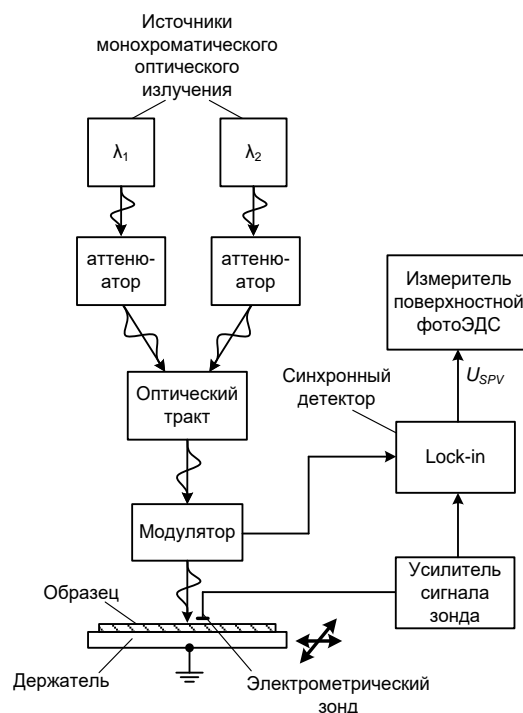 Источники
монохроматического
оптического
излучения
λ₁
λ₂
аттеню-
атор
аттеню-
атор
Оптический
тракт
Модулятор
Образец
Держатель
Электрометрический
зонд
Измеритель
поверхностной
фотоЭДС
U_SPV
Синхронный
детектор
Lock-in
Усилитель
сигнала
зонда